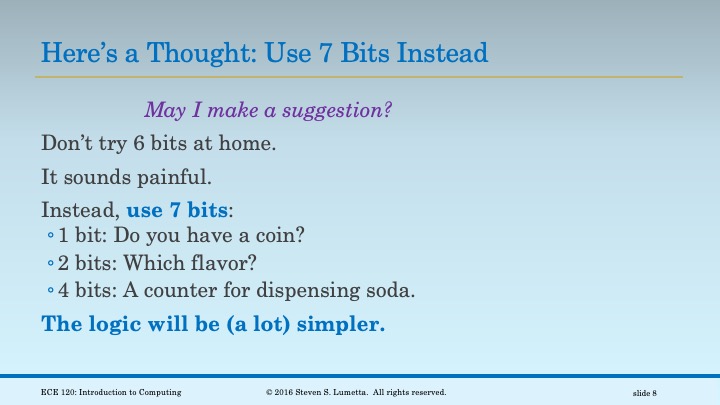 Here’s a Thought: Use 7 Bits Instead
May I make a suggestion?
Don’t try 6 bits at home.
It sounds painful.
Instead, use 7 bits:
◦1 bit: Do you have a coin?
◦2 bits: Which flavor?
◦4 bits: A counter for dispensing soda.
The logic will be (a lot) simpler.
ECE 120: Introduction to Computing © 2016 Steven S. Lumetta. All rights reserved. slide 8